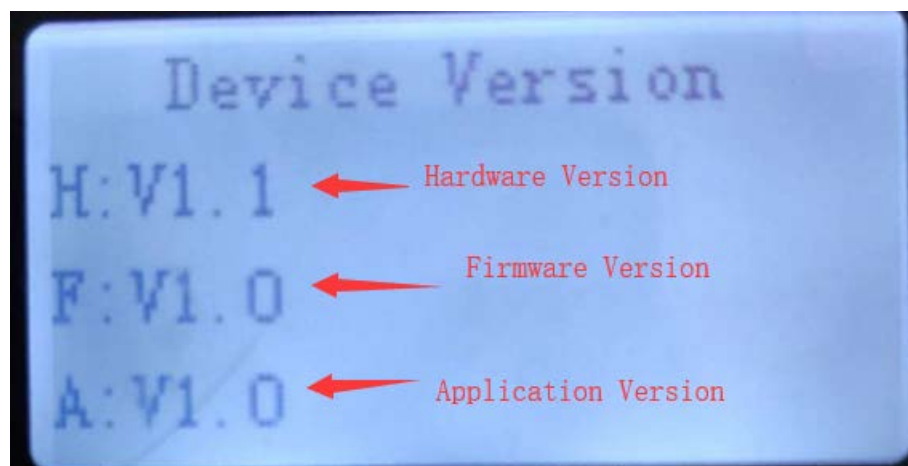 Device Version
H:V1.1
Hardware Version
F:V1.0
Firmware Version
A:V1.0
Application Version